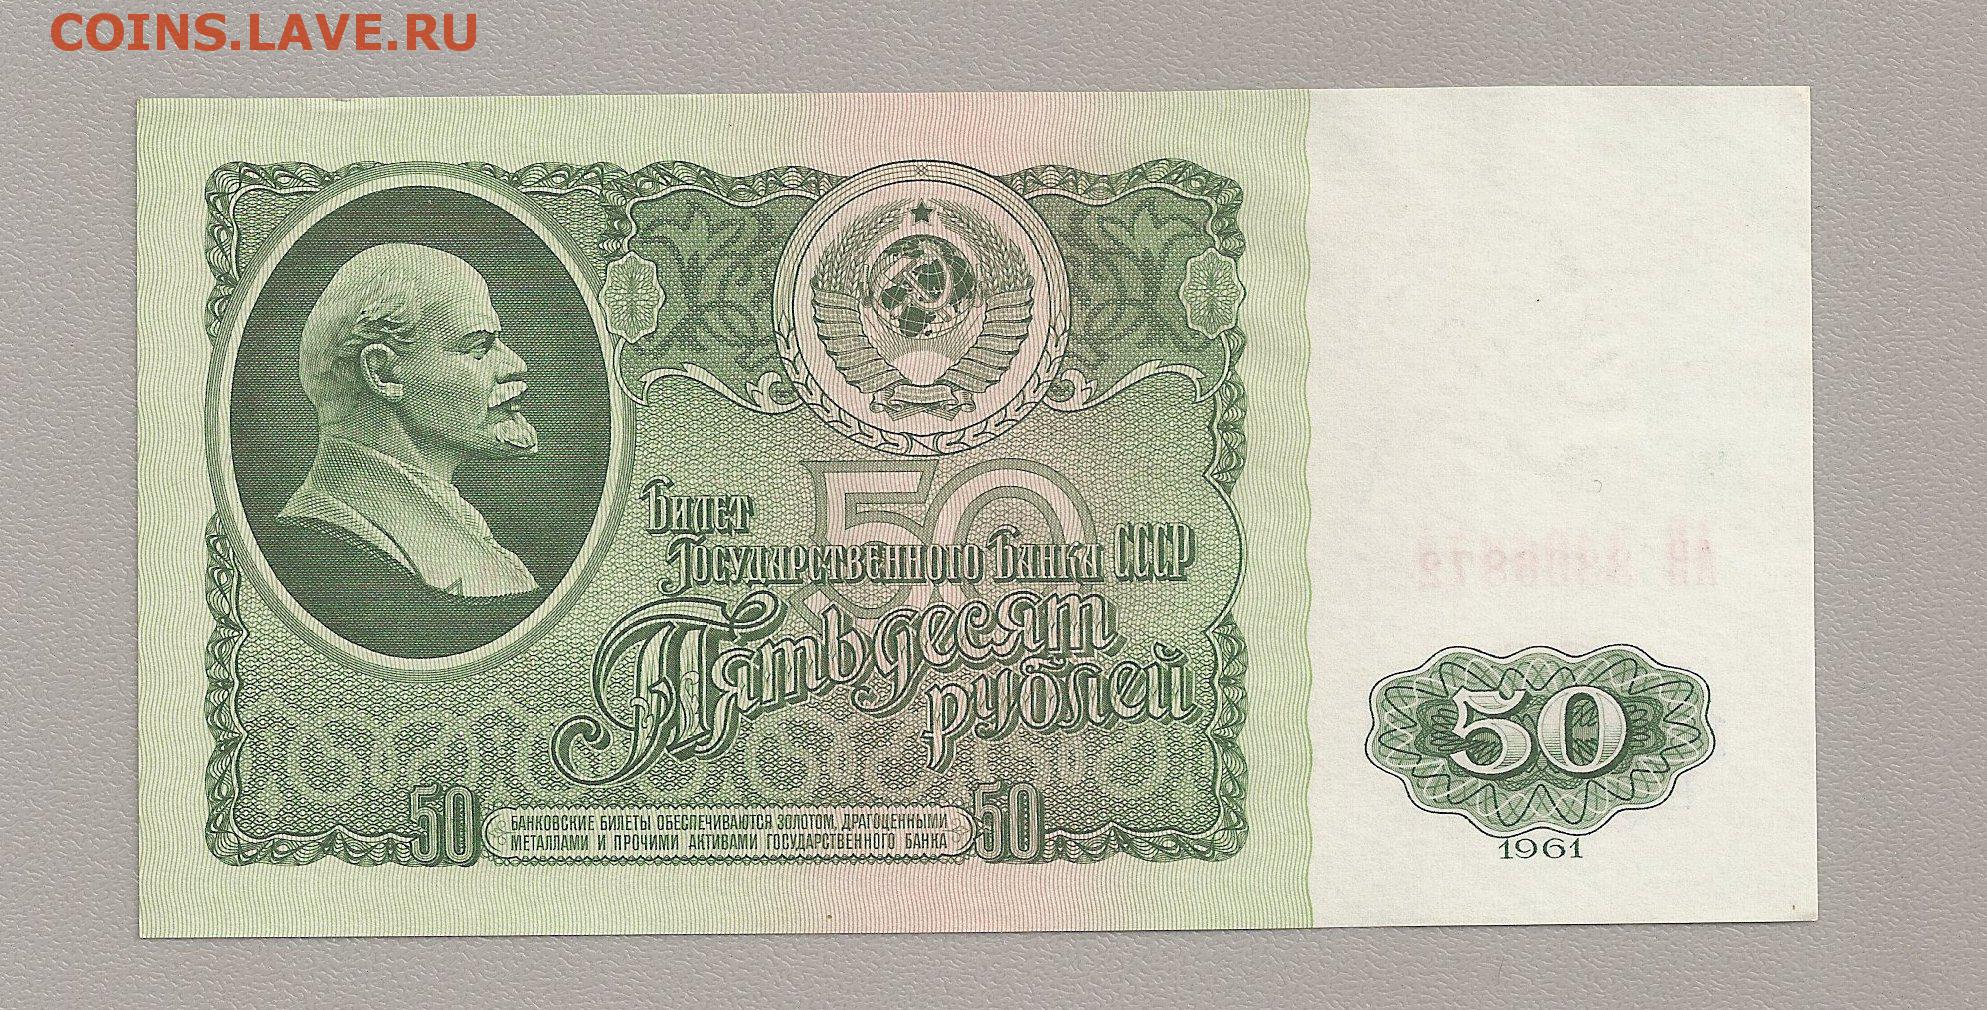 COINS.LAVE.RU
50
Билет
Государственного Банка СССР
Пятьдесят
рублей
50
50
БАНКОВСКИЕ БИЛЕТЫ ОБЕСПЕЧИВАЮТСЯ ЗОЛОТОМ, ДРАГОЦЕННЫМИ
МЕТАЛЛАМИ И ПРОЧИМИ АКТИВАМИ ГОСУДАРСТВЕННОГО БАНКА
50
1961